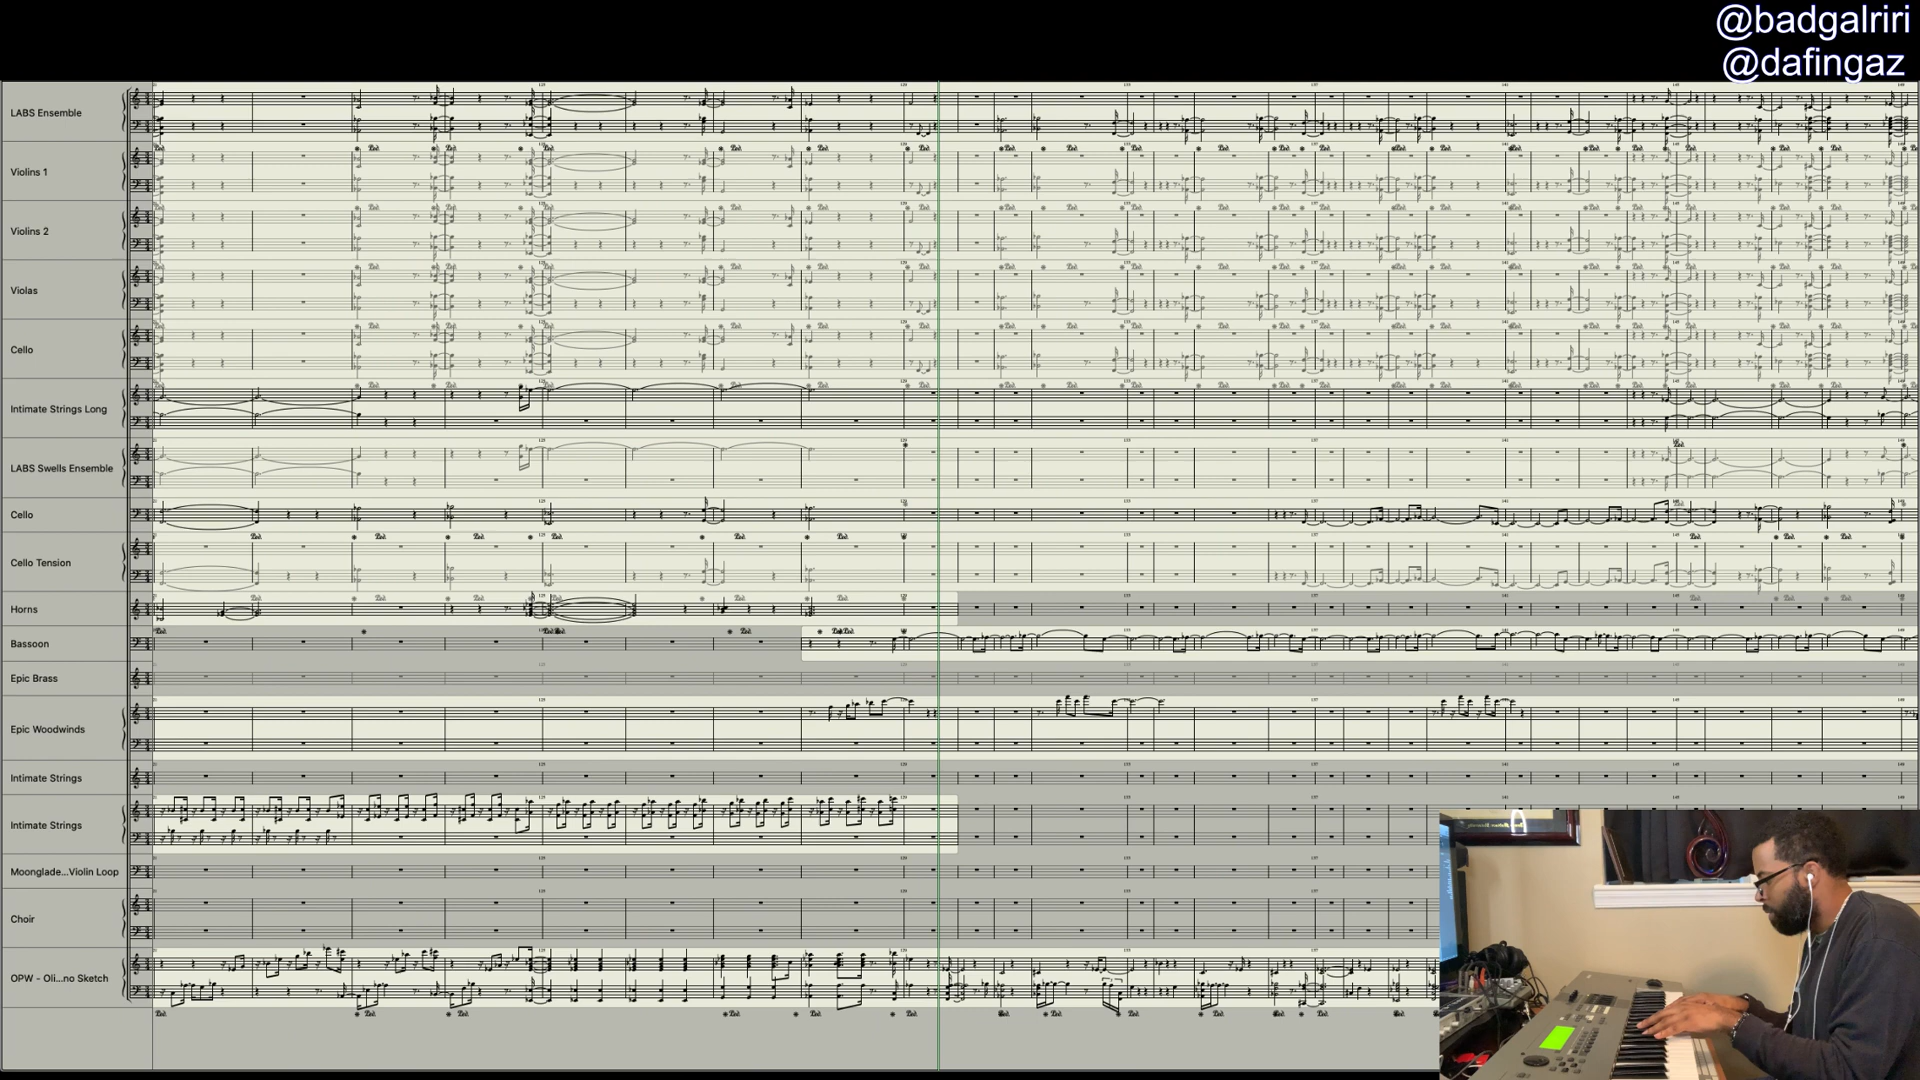 @badgalriri
@dafingaz
LABS Ensemble
Violins 1
Violins 2
Violas
Cello
Intimate Strings Long
LABS Swells Ensemble
Cello
Cello Tension
Horns
Bassoon
Epic Brass
Epic Woodwinds
Intimate Strings
Intimate Strings
Moonglade...Violin Loop
Choir
OPW - Oli...no Sketch